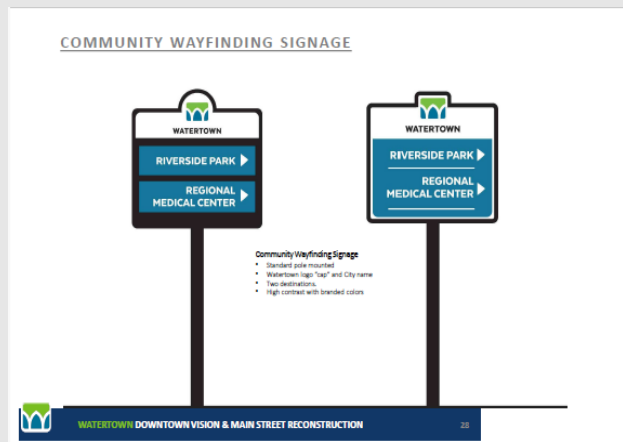 COMMUNITY WAYFINDING SIGNAGE
WATERTOWN
RIVERSIDE PARK
REGIONAL
MEDICAL CENTER
WATERTOWN
RIVERSIDE PARK
REGIONAL
MEDICAL CENTER
Community Wayfinding Signage
• Standard pole mounted
• Watertown logo "cap" and City name
• Two destinations.
• High contrast with branded colors
WATERTOWN DOWNTOWN VISION & MAIN STREET RECONSTRUCTION 28